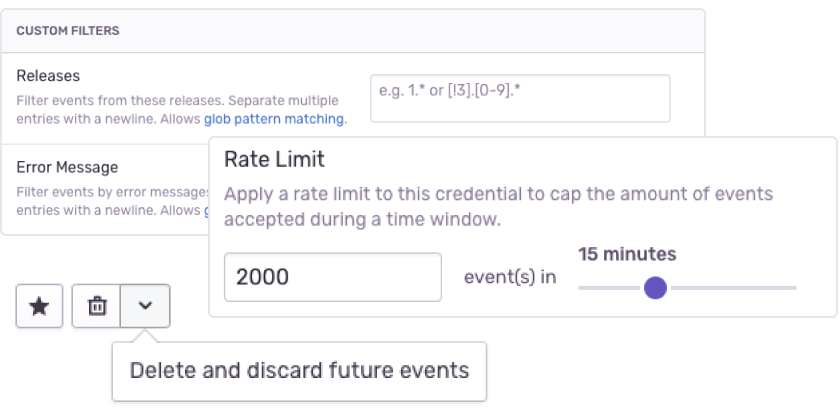 CUSTOM FILTERS
Releases
Filter events from these releases. Separate multiple
entries with a newline. Allows glob pattern matching.
e.g. 1.* or [!3].[0-9].*
Error Message
Filter events by error message
entries with a newline. Allows
Rate Limit
Apply a rate limit to this credential to cap the amount of events
accepted during a time window.
2000
event(s) in
15 minutes
Delete and discard future events